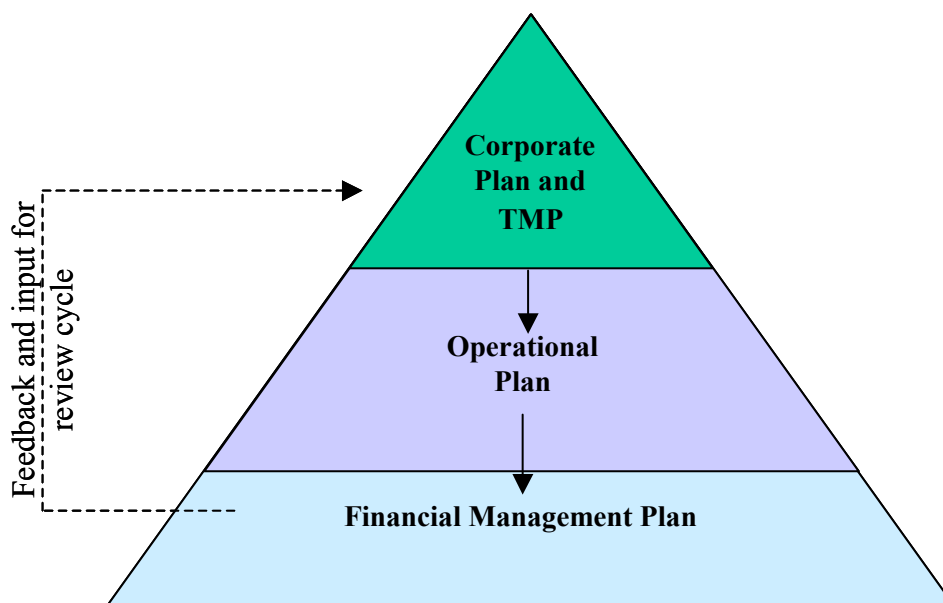 Corporate
Plan and
TMP
Operational
Plan
Financial Management Plan
Feedback and input for
review cycle